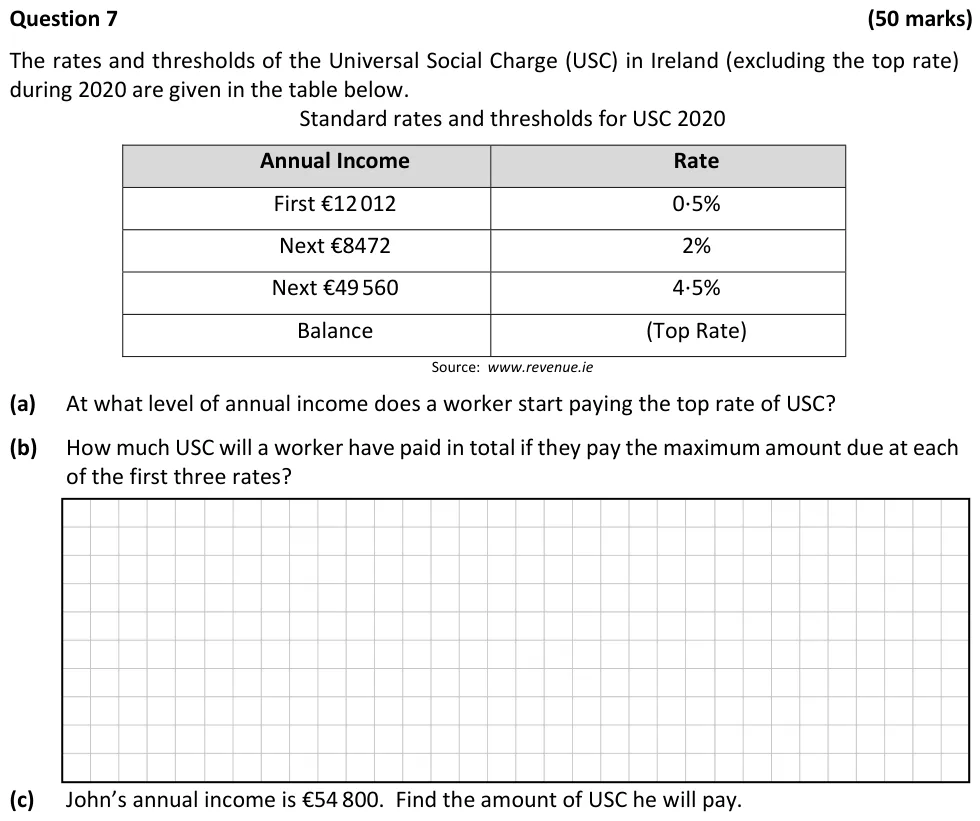 Question 7 (50 marks)
The rates and thresholds of the Universal Social Charge (USC) in Ireland (excluding the top rate)
during 2020 are given in the table below.
Standard rates and thresholds for USC 2020
Annual Income Rate
First €12 012 0·5%
Next €8472 2%
Next €49 560 4·5%
Balance (Top Rate)
Source: www.revenue.ie
(a) At what level of annual income does a worker start paying the top rate of USC?
(b) How much USC will a worker have paid in total if they pay the maximum amount due at each
of the first three rates?
(c) John’s annual income is €54 800. Find the amount of USC he will pay.